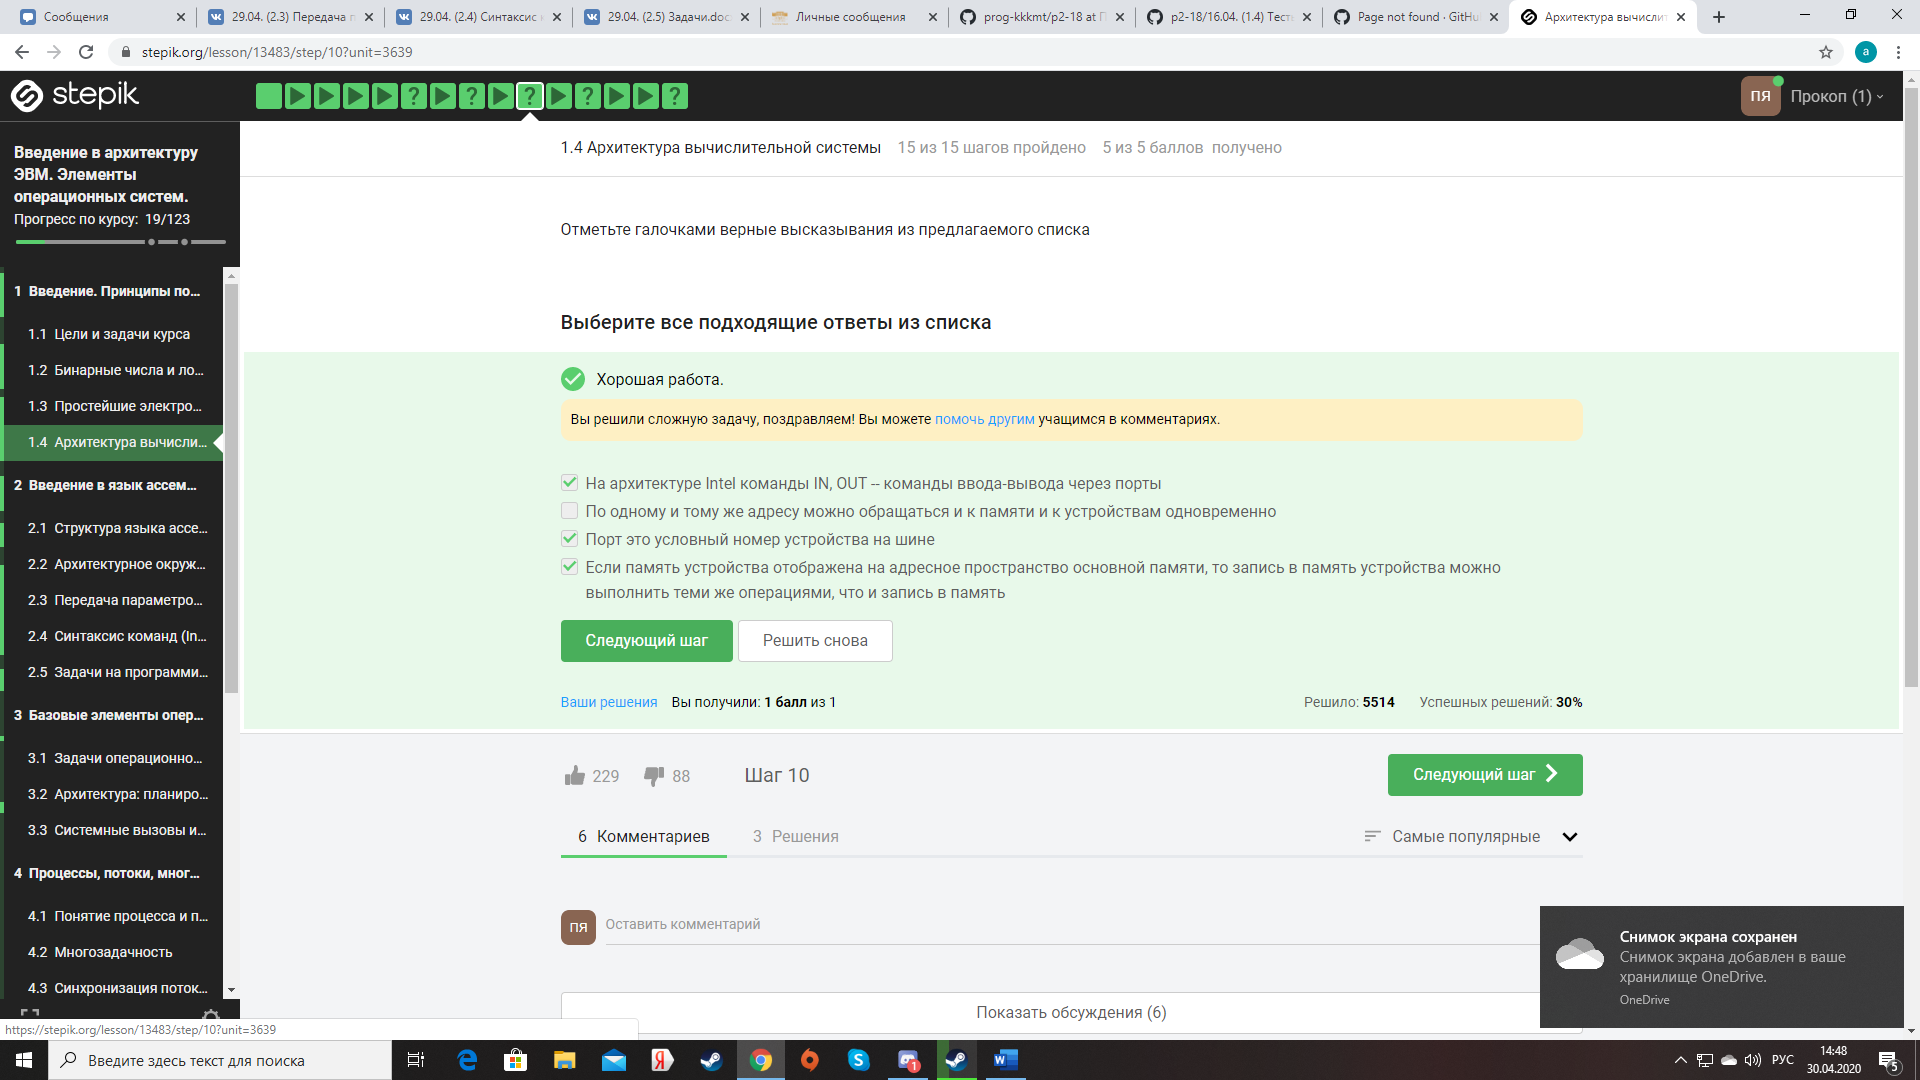 Сообщения
29.04. (2.3) Передача п
29.04. (2.4) Синтаксис
29.04. (2.5) Задачи.doc
Личные сообщения
prog-kkkmt/p2-18 at
p2-18/16.04. (1.4) Тест
Page not found · GitHu
Архитектура вычислит
stepik.org/lesson/13483/step/10?unit=3639
a
stepik
? ? ? ? ?
ПЯ
Прокоп (1)
Введение в архитектуру
ЭВМ. Элементы
операционных систем.
Прогресс по курсу: 19/123
1 Введение. Принципы по...
1.1 Цели и задачи курса
1.2 Бинарные числа и ло...
1.3 Простейшие электро...
1.4 Архитектура вычисли...
2 Введение в язык ассем...
2.1 Структура языка ассе...
2.2 Архитектурное окруж...
2.3 Передача параметро...
2.4 Синтаксис команд (In...
2.5 Задачи на программи...
3 Базовые элементы опер...
3.1 Задачи операционно...
3.2 Архитектура: планиро...
3.3 Системные вызовы и...
4 Процессы, потоки, мног...
4.1 Понятие процесса и п...
4.2 Многозадачность
4.3 Синхронизация поток...
1.4 Архитектура вычислительной системы 15 из 15 шагов пройдено 5 из 5 баллов получено
Отметьте галочками верные высказывания из предлагаемого списка
Выберите все подходящие ответы из списка
Хорошая работа.
Вы решили сложную задачу, поздравляем! Вы можете помочь другим учащимся в комментариях.
На архитектуре Intel команды IN, OUT -- команды ввода-вывода через порты
По одному и тому же адресу можно обращаться и к памяти и к устройствам одновременно
Порт это условный номер устройства на шине
Если память устройства отображена на адресное пространство основной памяти, то запись в память устройства можно
выполнить теми же операциями, что и запись в память
Следующий шаг
Решить снова
Ваши решения Вы получили: 1 балл из 1
Решило: 5514 Успешных решений: 30%
229
88
Шаг 10
Следующий шаг
6 Комментариев
3 Решения
Самые популярные
ПЯ
Оставить комментарий
Показать обсуждения (6)
Снимок экрана сохранен
Снимок экрана добавлен в ваше
хранилище OneDrive.
OneDrive
https://stepik.org/lesson/13483/step/10?unit=3639
Введите здесь текст для поиска
1
РУС
14:48
30.04.2020
5